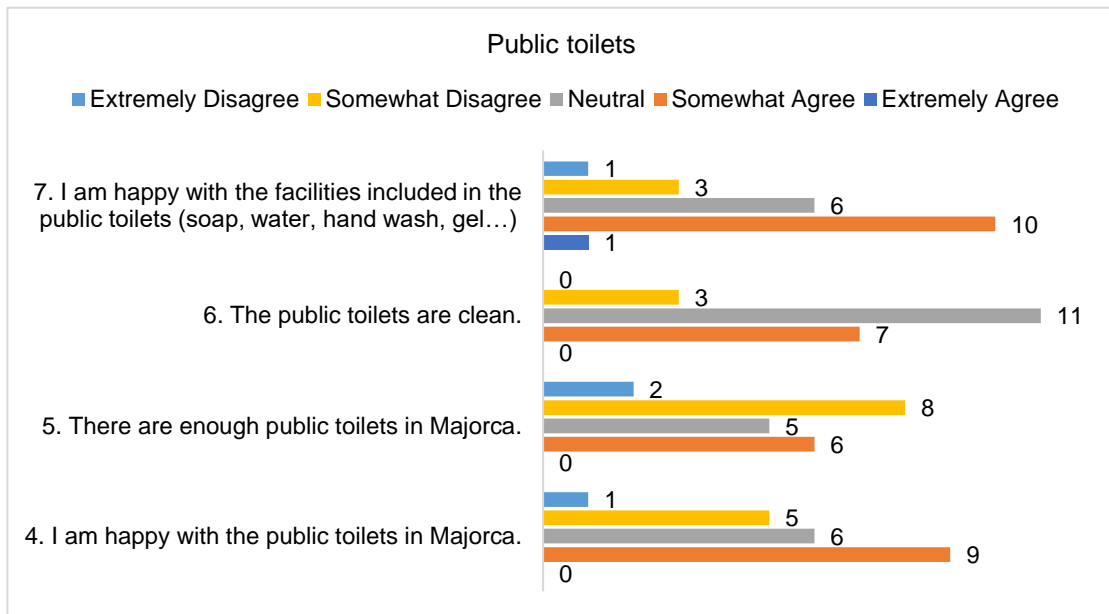 Public toilets
Extremely Disagree Somewhat Disagree Neutral Somewhat Agree Extremely Agree
7. I am happy with the facilities included in the
public toilets (soap, water, hand wash, gel…)
1
3
6
10
1
6. The public toilets are clean.
0
3
11
7
0
5. There are enough public toilets in Majorca.
2
8
5
6
0
4. I am happy with the public toilets in Majorca.
1
5
6
9
0